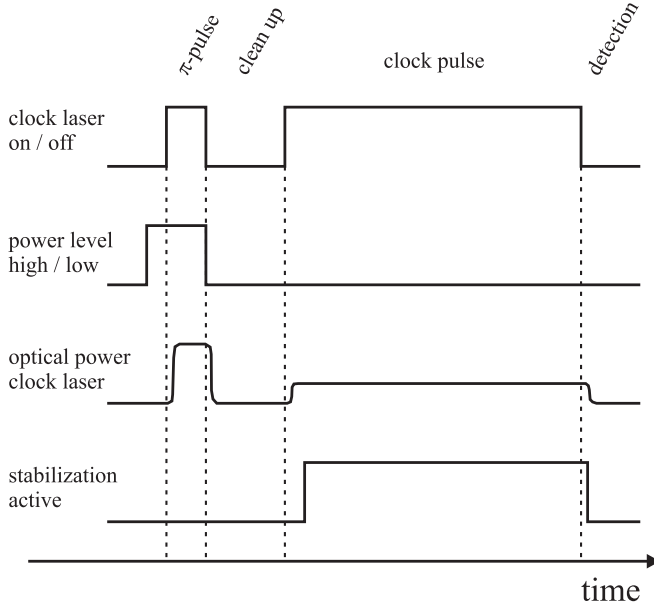 π-pulse
clean up
clock pulse
detection
clock laser
on / off
power level
high / low
optical power
clock laser
stabilization
active
time